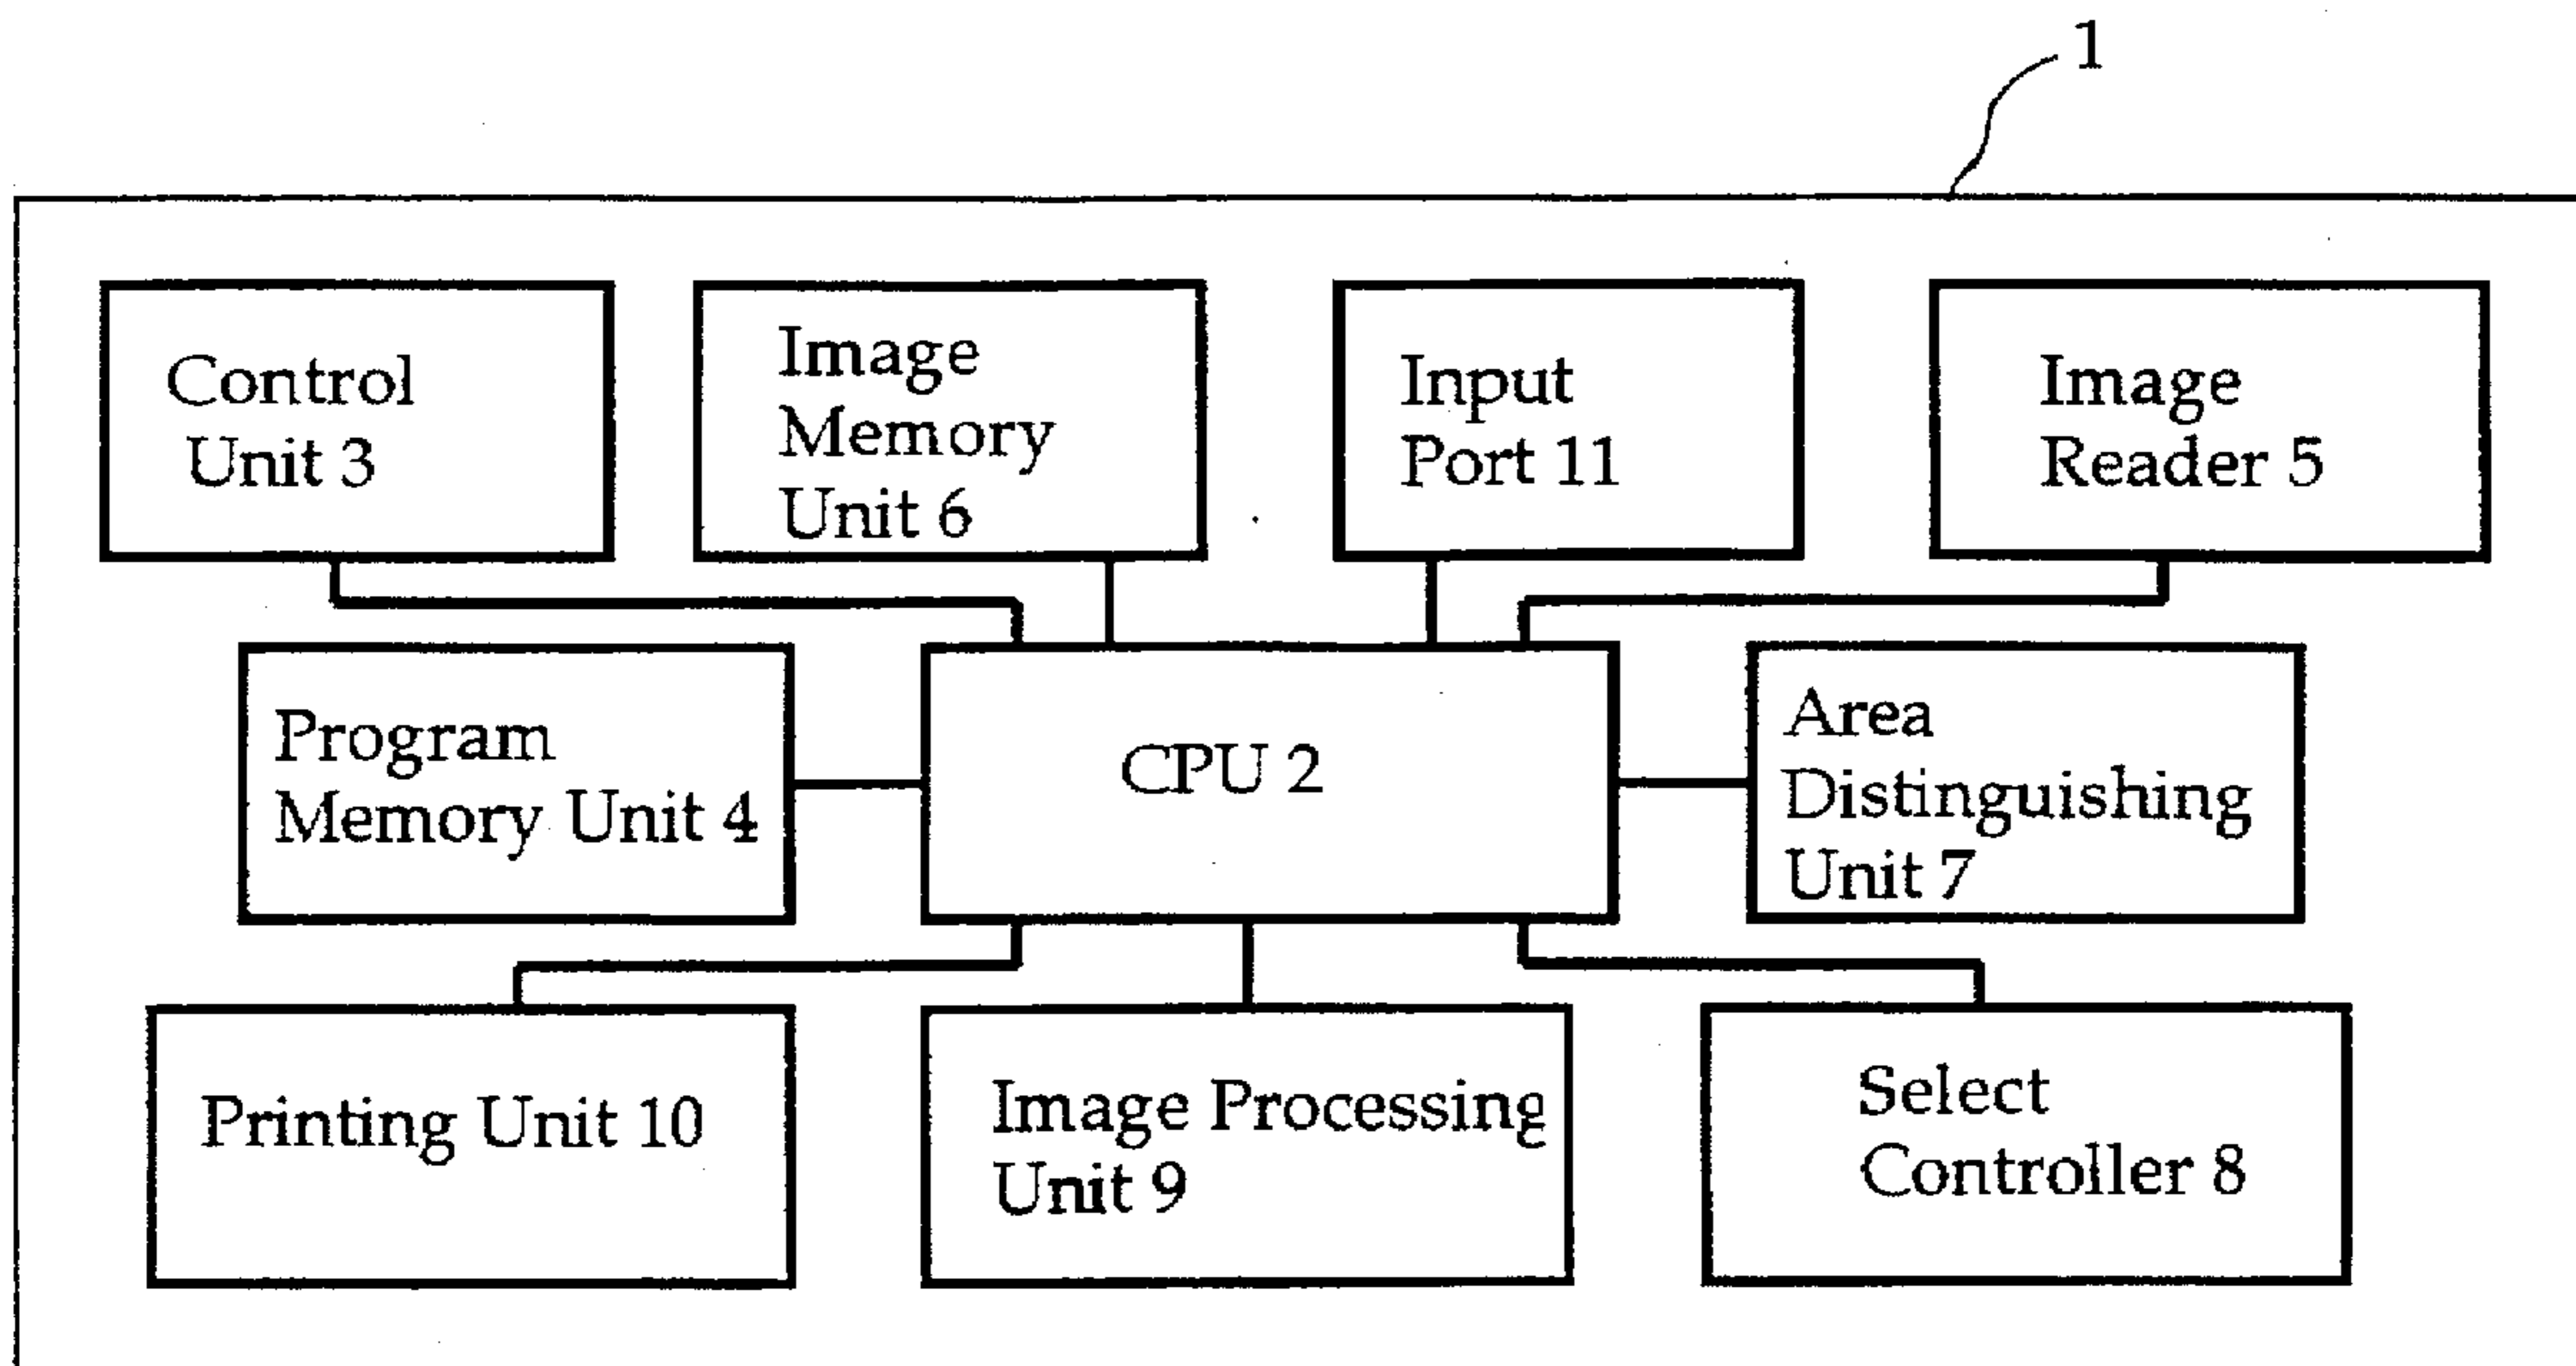 1
Control
Unit 3
Image
Memory
Unit 6
Input
Port 11
Image
Reader 5
Program
Memory Unit 4
CPU 2
Area
Distinguishing
Unit 7
Printing Unit 10
Image Processing
Unit 9
Select
Controller 8